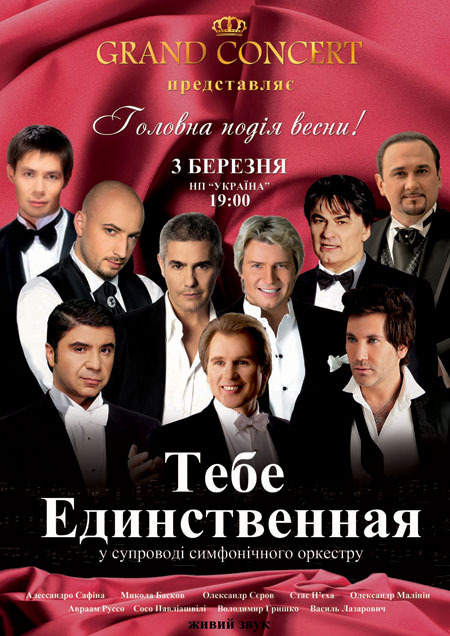 GRAND CONCERT
представляє
Головна подія весни!
3 БЕРЕЗНЯ
НП "УКРАЇНА"
19:00
Тебе
Единственная
у супроводі симфонічного оркестру
Алессандро Сафіна Микола Басков Олександр Сєров Стас П'єха Олександр Малінін
Авраам Руссо Сосо Павліашвілі Володимир Гришко Василь Лазарович
живий звук